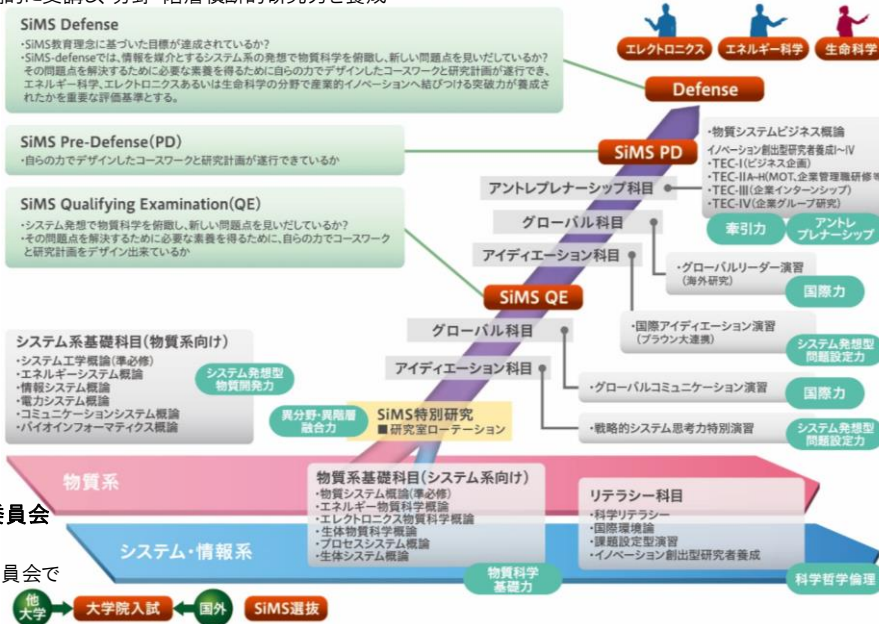 的に受講し、分野・階層横断的研究力を養成
SiMS Defense
・SiMS教育理念に基づいた目標が達成されているか?
・SiMS-defenseでは、情報を媒介とするシステム系の発想で物質科学を俯瞰し、新しい問題点を見いだしているか?
その問題点を解決するために必要な素養を得るために自らの力でデザインしたコースワークと研究計画が遂行でき、
エネルギー科学、エレクトロニクスあるいは生命科学の分野で産業的イノベーションへ結びつける突破力が養成さ
れたかを重要な評価基準とする。
エレクトロニクス
エネルギー科学
生命科学
Defense
SiMS Pre-Defense(PD)
・自らの力でデザインしたコースワークと研究計画が遂行できているか
SiMS PD
・物質システムビジネス概論
イノベーション創出型研究者養成I~IV
・TEC-I(ビジネス企画)
・TEC-IIA-H(MOT、企業管理職研修等
・TEC-III(企業インターンシップ)
・TEC-IV(企業グループ研究)
牽引力
アントレ
プレナーシップ
アントレプレナーシップ科目
グローバル科目
アイディエーション科目
SiMS Qualifying Examination(QE)
・システム発想で物質科学を俯瞰し、新しい問題点を見いだしているか?
・その問題点を解決するために必要な素養を得るために、自らの力でコースワーク
と研究計画をデザイン出来ているか
SiMS QE
・グローバルリーダー演習
(海外研究)
国際力
・国際アイディエーション演習
(ブラウン大連携)
システム発想型
問題設定力
グローバル科目
アイディエーション科目
・グローバルコミュニケーション演習
国際力
・戦略的システム思考力特別演習
システム発想型
問題設定力
システム系基礎科目(物質系向け)
・システム工学概論(準必修)
・エネルギーシステム概論
・情報システム概論
・電力システム概論
・コミュニケーションシステム概論
・バイオインフォーマティクス概論
システム発想型
物質開発力
異分野・異階層
融合力
SiMS特別研究
■研究室ローテーション
物質系
物質系基礎科目(システム系向け)
・物質システム概論(準必修)
・エネルギー物質科学概論
・エレクトロニクス物質科学概論
・生体物質科学概論
・プロセスシステム概論
・生体システム概論
物質科学
基礎力
リテラシー科目
・科学リテラシー
・国際環境論
・課題設定型演習
・イノベーション創出型研究者養成
科学哲学倫理
委員会
システム・情報系
員会で
他
大学
大学院入試
国外
SiMS選抜